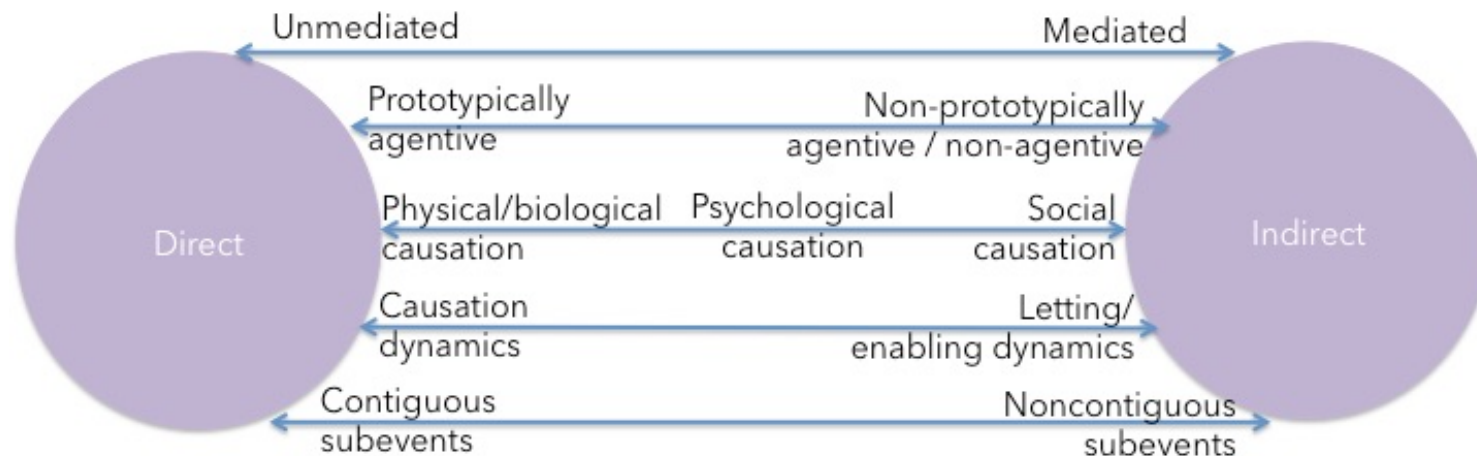 Unmediated
Mediated
Prototypically
agentive
Non-prototypically
agentive / non-agentive
Direct
Physical/biological
causation
Psychological
causation
Social
causation
Indirect
Causation
dynamics
Letting/
enabling dynamics
Contiguous
subevents
Noncontiguous
subevents